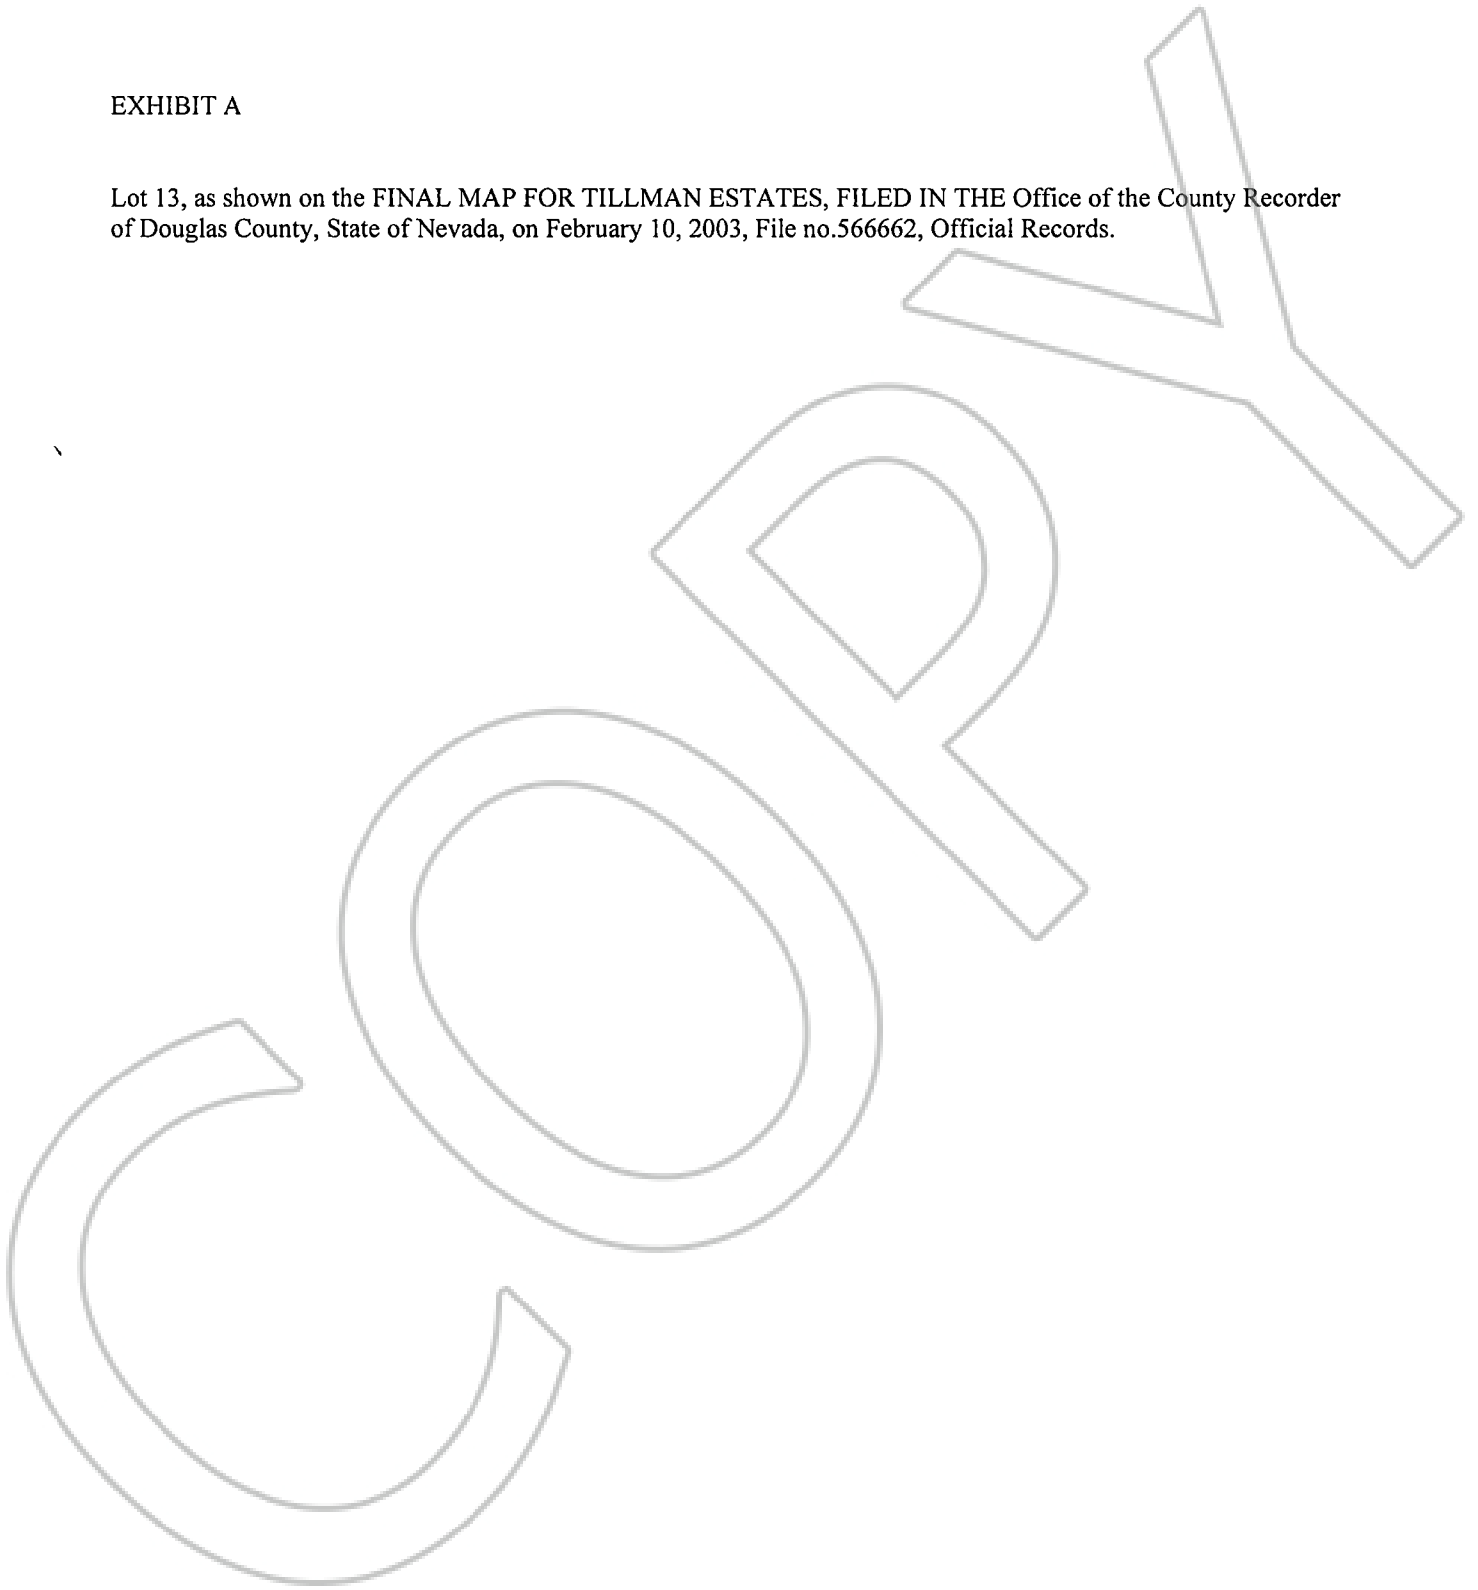 EXHIBIT A
Lot 13, as shown on the FINAL MAP FOR TILLMAN ESTATES, FILED IN THE Office of the County Recorder
of Douglas County, State of Nevada, on February 10, 2003, File no.566662, Official Records.
COPY